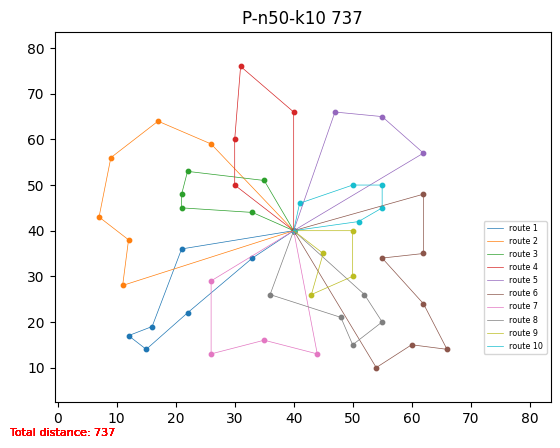 P-n50-k10 737
80
70
60
50
40
30
20
10
0 10 20 30 40 50 60 70 80
route 1
route 2
route 3
route 4
route 5
route 6
route 7
route 8
route 9
route 10
Total distance: 737